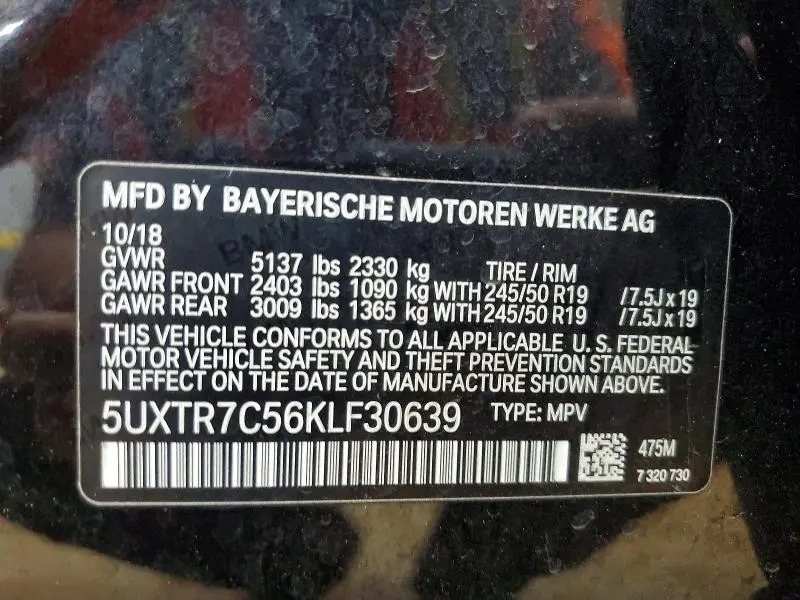 MFD BY BAYERISCHE MOTOREN WERKE AG
10/18
GVWR 5137 lbs 2330 kg TIRE / RIM
GAWR FRONT 2403 lbs 1090 kg WITH 245/50 R19 / 7.5J x 19
GAWR REAR 3009 lbs 1365 kg WITH 245/50 R19 / 7.5J x 19
THIS VEHICLE CONFORMS TO ALL APPLICABLE U. S. FEDERAL
MOTOR VEHICLE SAFETY AND THEFT PREVENTION STANDARDS
IN EFFECT ON THE DATE OF MANUFACTURE SHOWN ABOVE.
5UXTR7C56KLF30639 TYPE: MPV
475M
7 320 730